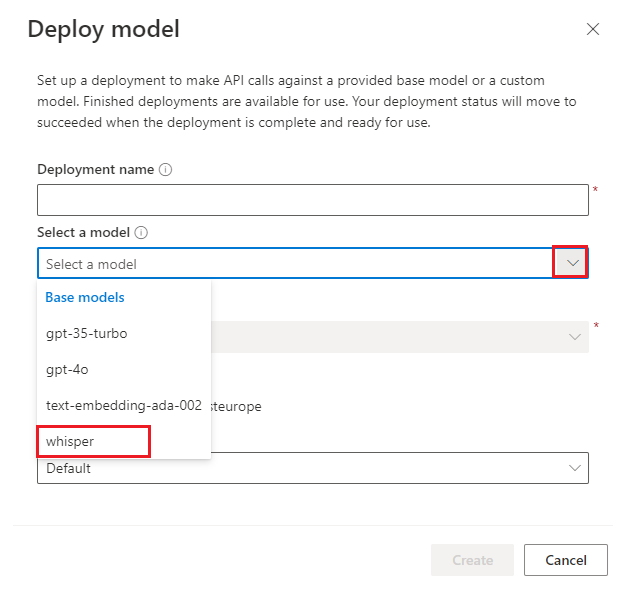 Deploy model
Set up a deployment to make API calls against a provided base model or a custom
model. Finished deployments are available for use. Your deployment status will move to
succeeded when the deployment is complete and ready for use.
Deployment name
*
Select a model
Select a model
Base models
gpt-35-turbo
*
gpt-4o
text-embedding-ada-002
steurope
whisper
Default
Create
Cancel